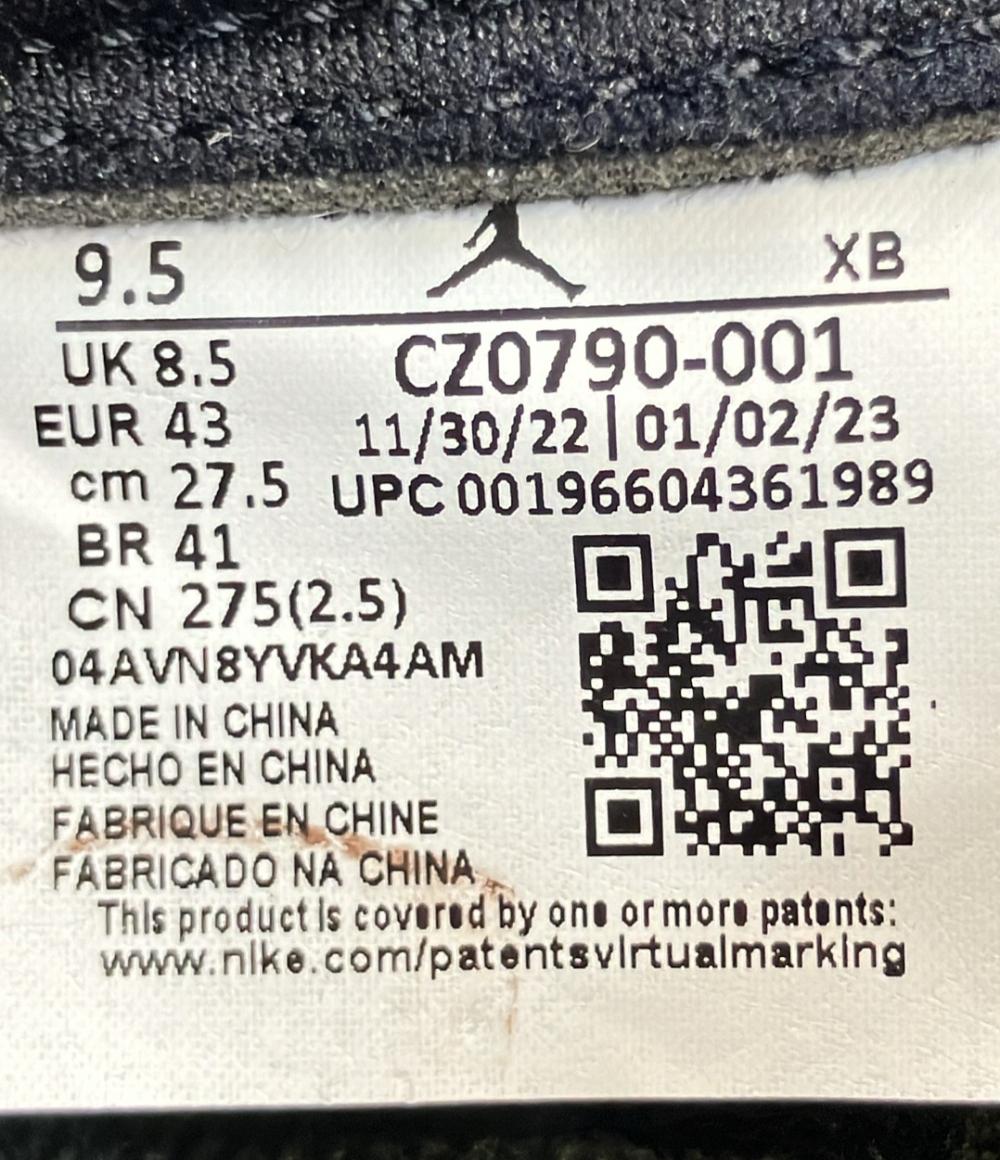 9.5 XB
UK 8.5 CZ0790-001
EUR 43 11/30/22 | 01/02/23
cm 27.5 UPC 00196604361989
BR 41
CN 275(2.5)
04AVN8YVKA4AM
MADE IN CHINA
HECHO EN CHINA
FABRIQUE EN CHINE
FABRICADO NA CHINA
This product is covered by one or more patents:
www.nike.com/patentsvirtualmarking